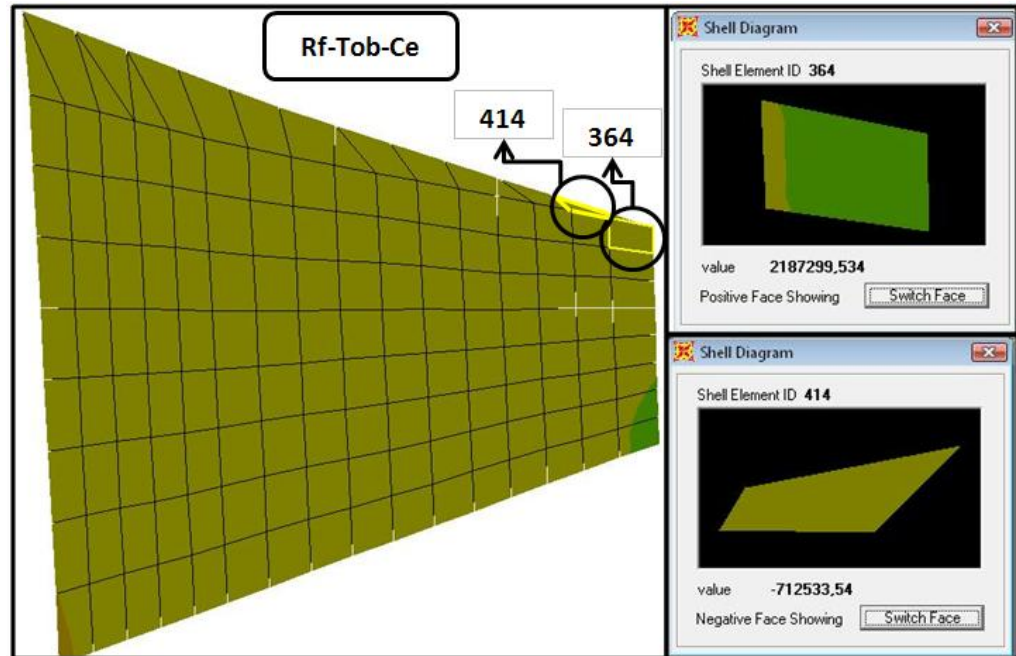 Rf-Tob-Ce
414
364
Shell Diagram
Shell Element ID 364
value 2187299,534
Positive Face Showing Switch Face
Shell Diagram
Shell Element ID 414
value -712533,54
Negative Face Showing Switch Face